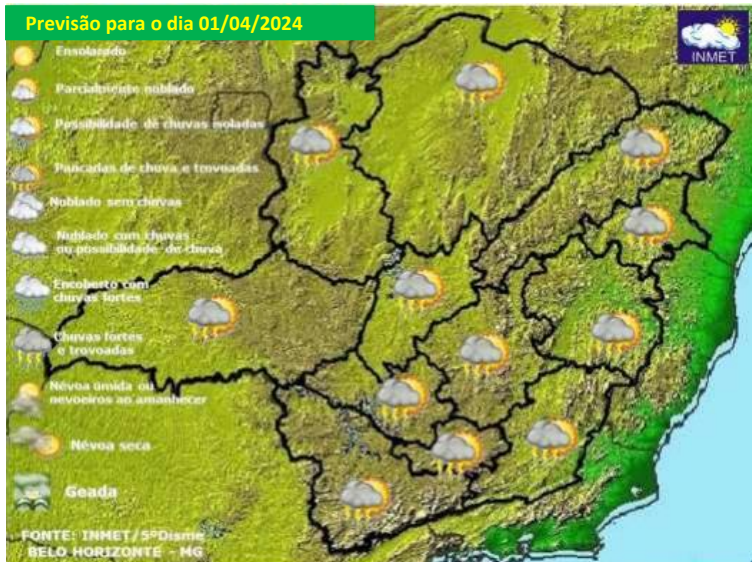 Previsão para o dia 01/04/2024
INMET
Ensolarado
Parcialmente noblado
Possibilidade de chuvas isoladas
Pancadas de chuva e trovoadas
Noblado sem chuvas
Nublado com chuvas
ou possibilidade de chuva
Encoberto com
chuvas fortes
Chuvas fortes
e trovoadas
Névoa úmida ou
nevoeiros ao amanhecer
Névoa seca
Geada
FONTE: INMET/5ºDisme
BELO HORIZONTE - MG